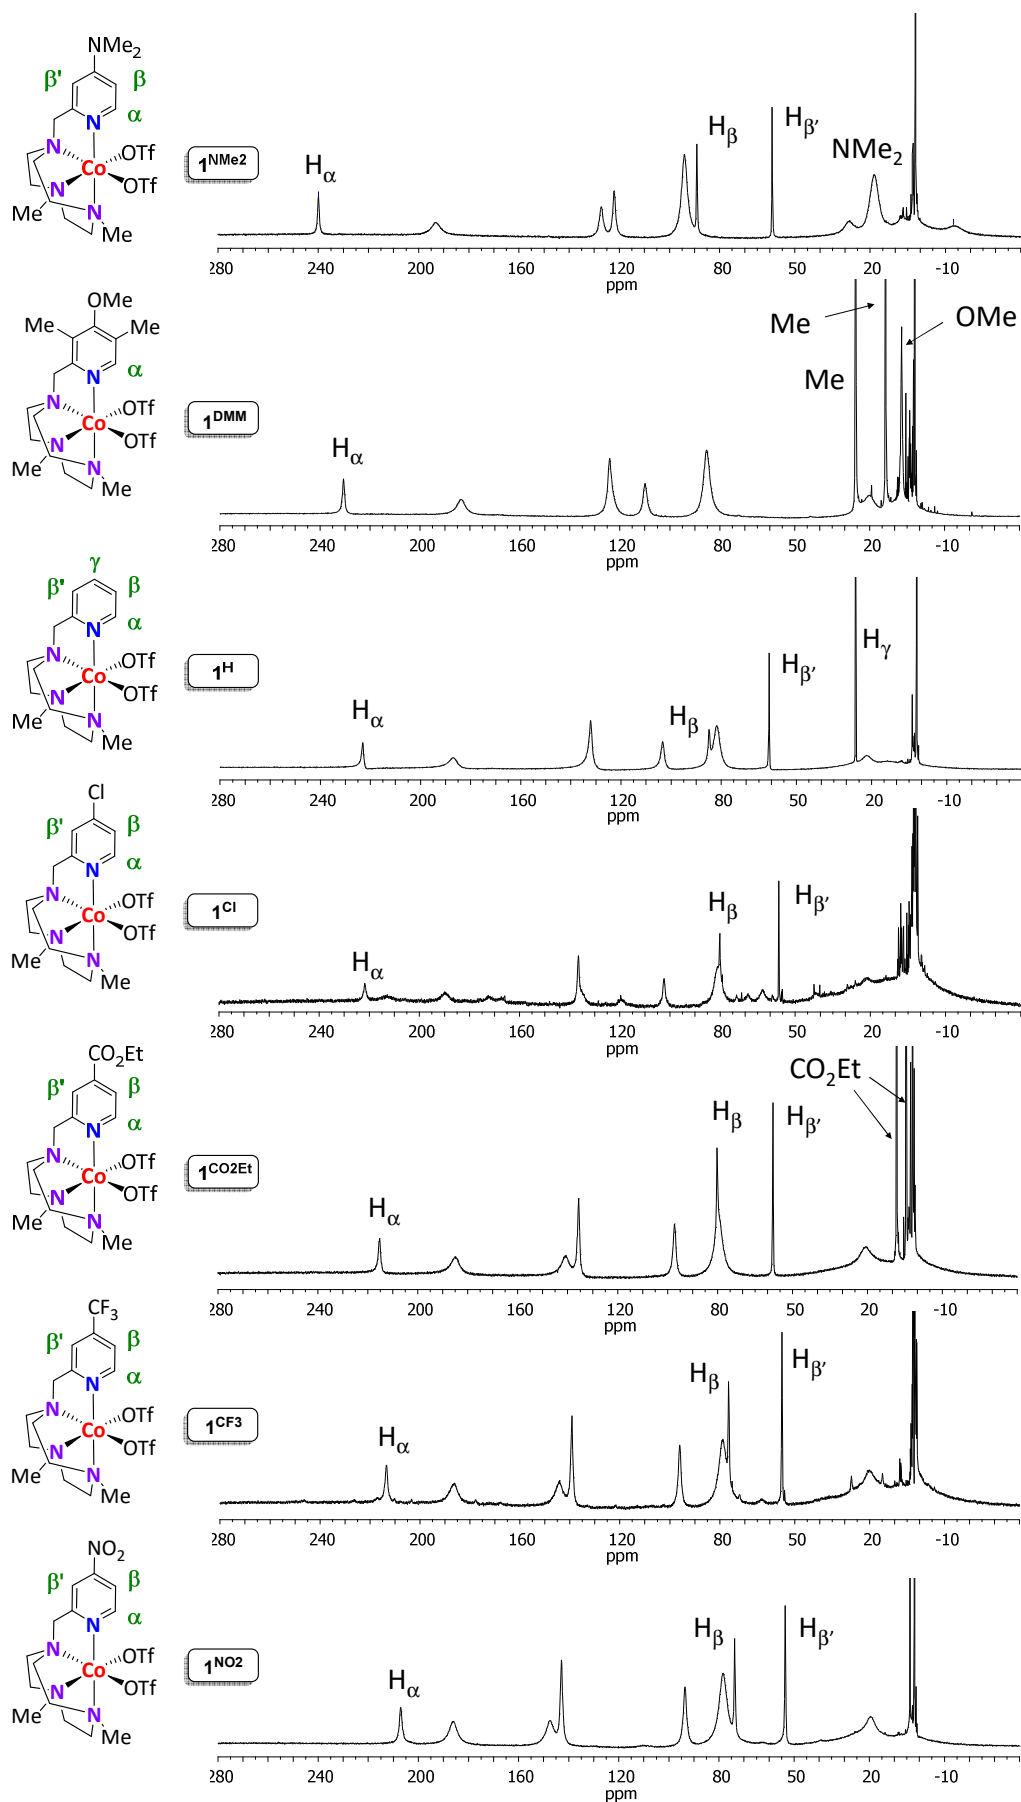 NMe2
β' β
α
N
N OTf
Co OTf
N
Me N
Me
1NMe2
Hα
Hβ
Hβ'
NMe2
280 240 200 160 120 80 50 20 -10
ppm
OMe
Me Me
α
N
N OTf
Co OTf
N
Me N
Me
1DMM
Hα
Me
Me
OMe
280 240 200 160 120 80 50 20 -10
ppm
γ
β' β
α
N
N OTf
Co OTf
N
Me N
Me
1H
Hα
Hβ
Hβ'
Hγ
280 240 200 160 120 80 50 20 -10
ppm
Cl
β' β
α
N
N OTf
Co OTf
N
Me N
Me
1Cl
Hα
Hβ
Hβ'
280 240 200 160 120 80 50 20 -10
ppm
CO2Et
β' β
α
N
N OTf
Co OTf
N
Me N
Me
1CO2Et
Hα
Hβ
Hβ'
CO2Et
280 240 200 160 120 80 50 20 -10
ppm
CF3
β' β
α
N
N OTf
Co OTf
N
Me N
Me
1CF3
Hα
Hβ
Hβ'
280 240 200 160 120 80 50 20 -10
ppm
NO2
β' β
α
N
N OTf
Co OTf
N
Me N
Me
1NO2
Hα
Hβ
Hβ'
280 240 200 160 120 80 50 20 -10
ppm